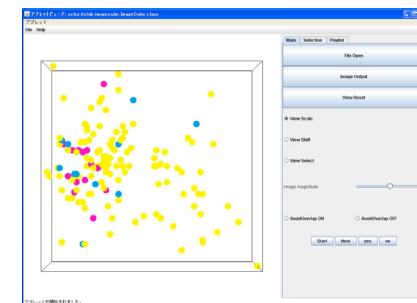 アプレットビューア: ocha.itolab.imagecube.ImageCube.class
アプレット
File Help
Main Selection Playlist
File Open
Image Output
View Reset
View Scale
View Shift
View Select
Image magnitude
AvoidOverlap ON AvoidOverlap OFF
Start Next yes no
アプレットが開始されました。